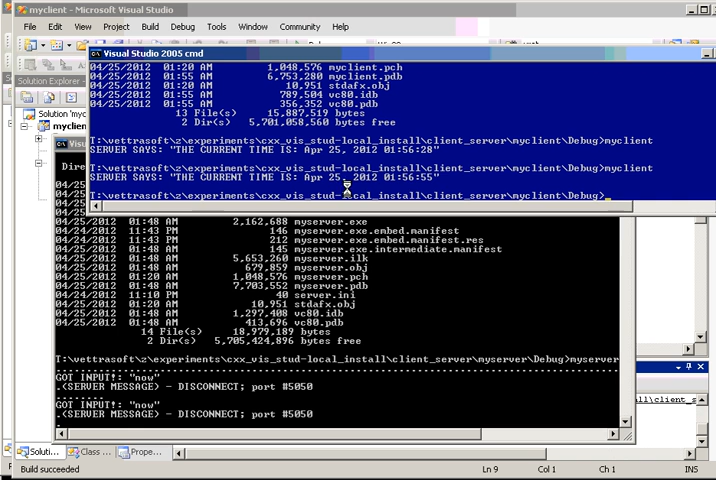 myclient - Microsoft Visual Studio
File Edit View Project Build Debug Tools Window Community Help
Visual Studio 2005 cmd
04/25/2012 01:20 AM 1,048,576 myclient.pch
04/25/2012 01:55 AM 6,753,280 myclient.pdb
04/25/2012 01:20 AM 10,951 stdafx.obj
04/25/2012 01:55 AM 789,504 vc80.idb
04/25/2012 01:55 AM 356,352 vc80.pdb
13 File(s) 15,887,519 bytes
2 Dir(s) 5,701,058,560 bytes free
T:\vettrasoft\z\experiments\cxx_vis_stud-local_install\client_server\myclient\Debug>myclient
SERVER SAYS: "THE CURRENT TIME IS: Apr 25, 2012 01:56:28"
T:\vettrasoft\z\experiments\cxx_vis_stud-local_install\client_server\myclient\Debug>myclient
SERVER SAYS: "THE CURRENT TIME IS: Apr 25, 2012 01:56:55"
T:\vettrasoft\z\experiments\cxx_vis_stud-local_install\client_server\myclient\Debug>_
Solution Explorer -
Solution 'myc
myclien
04/25/2012 01:48 AM 2,162,688 myserver.exe
04/24/2012 11:43 PM 146 myserver.exe.embed.manifest
04/24/2012 11:43 PM 212 myserver.exe.embed.manifest.res
04/25/2012 01:48 AM 145 myserver.exe.intermediate.manifest
04/25/2012 01:48 AM 5,653,260 myserver.ilk
04/25/2012 01:48 AM 679,859 myserver.obj
04/25/2012 01:20 AM 1,048,576 myserver.pch
04/25/2012 01:48 AM 7,703,552 myserver.pdb
04/24/2012 11:10 PM 40 server.ini
04/25/2012 01:20 AM 10,951 stdafx.obj
04/25/2012 01:48 AM 1,297,408 vc80.idb
04/25/2012 01:48 AM 413,696 vc80.pdb
14 File(s) 18,979,189 bytes
2 Dir(s) 5,705,424,896 bytes free
T:\vettrasoft\z\experiments\cxx_vis_stud-local_install\client_server\myserver\Debug>myserver
GOT INPUT!: "now"
.(SERVER MESSAGE) - DISCONNECT; port #5050
........
GOT INPUT!: "now"
.(SERVER MESSAGE) - DISCONNECT; port #5050
.
Soluti... Class ... Prope...
Build succeeded Ln 9 Col 1 Ch 1 INS